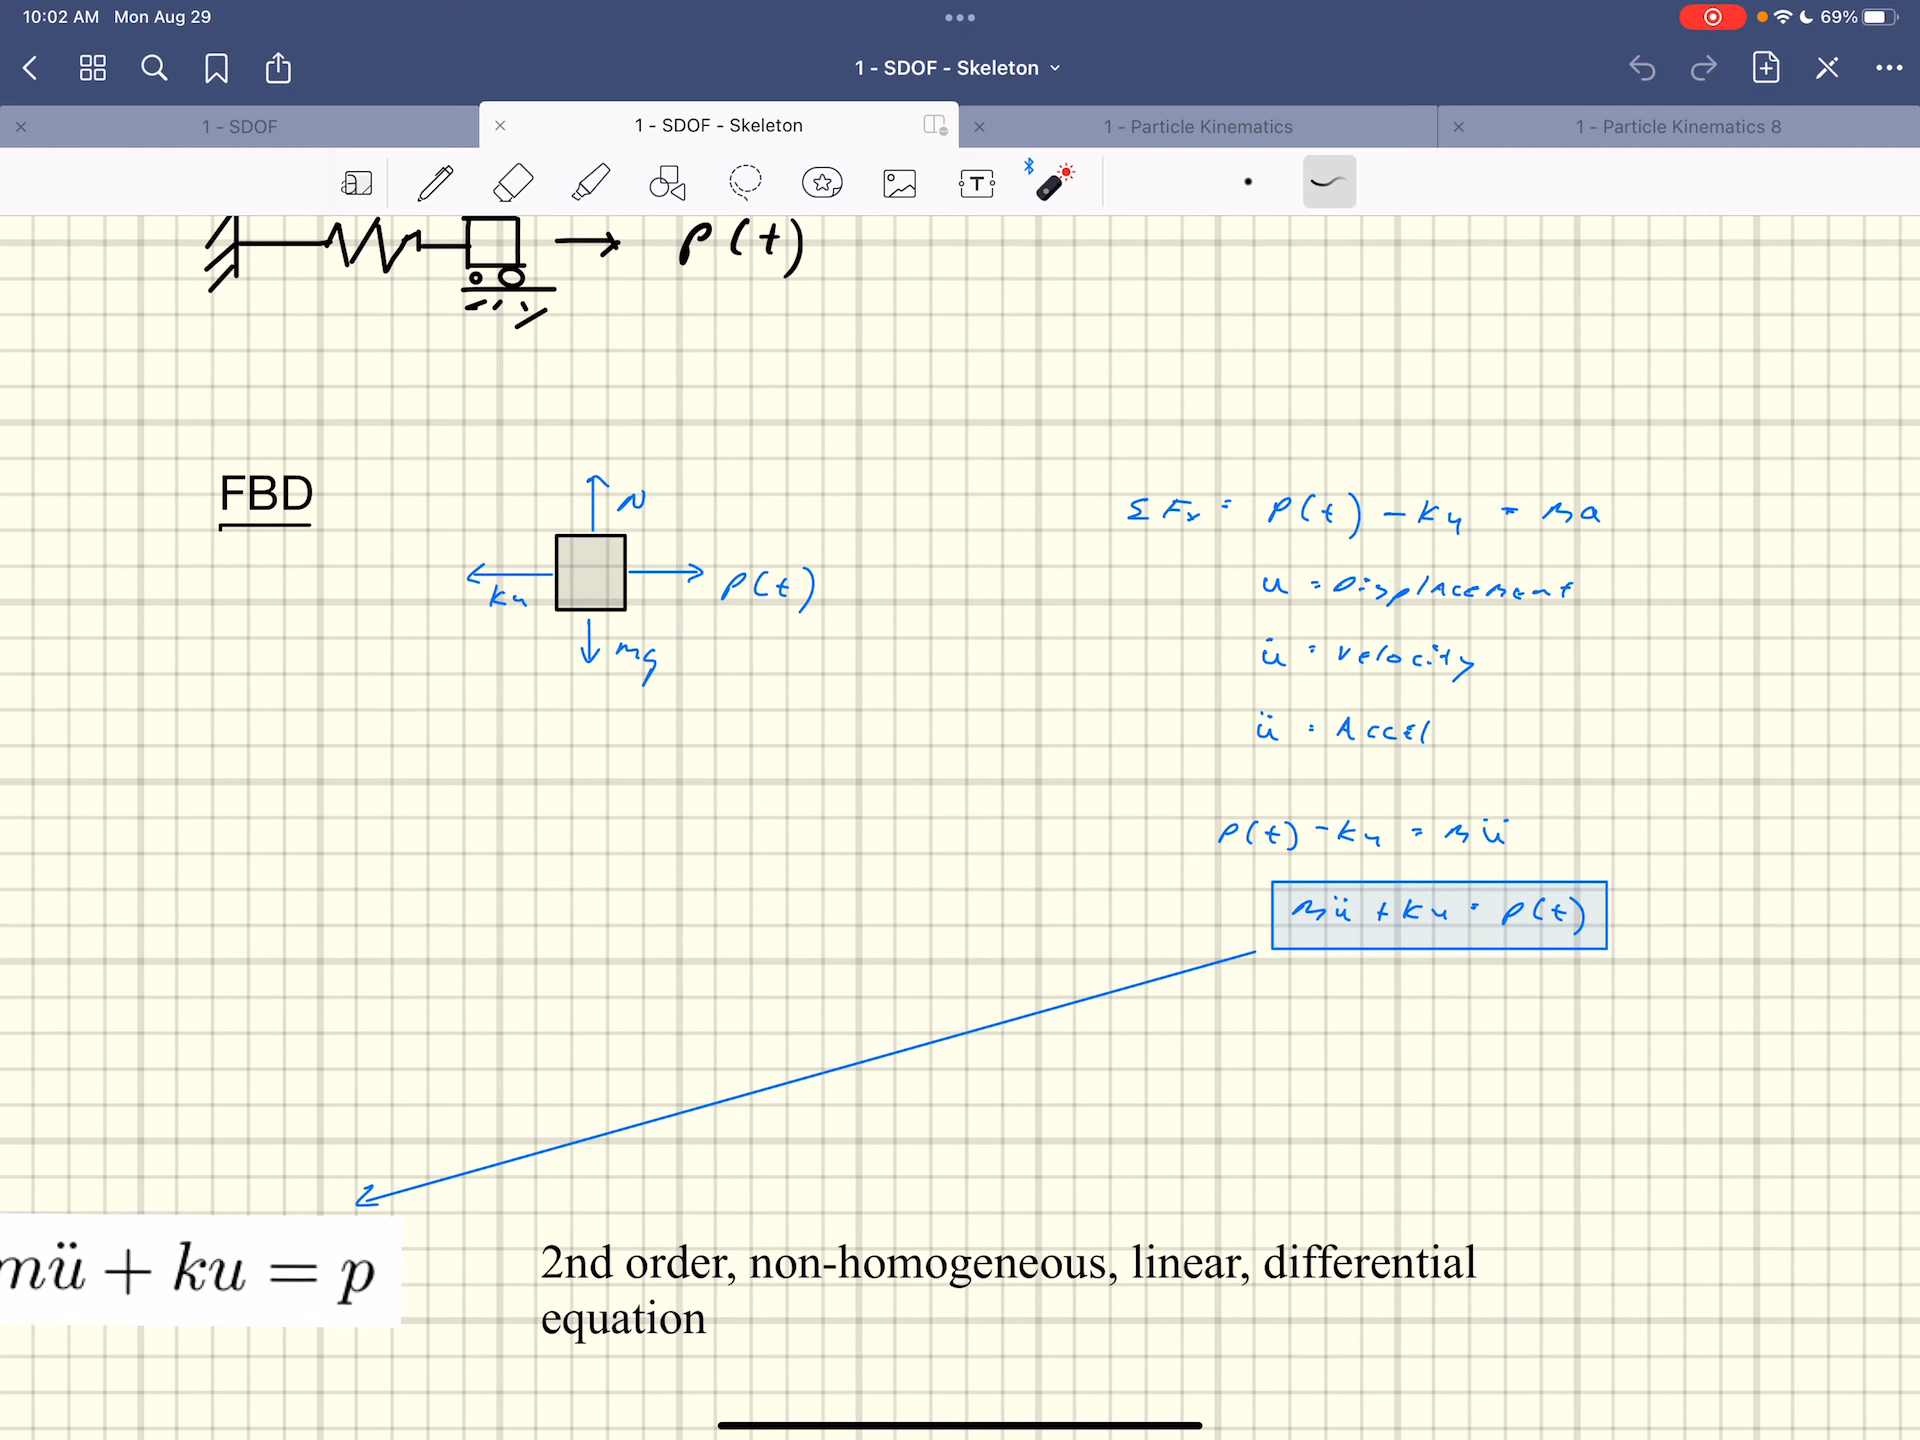 10:02 AM Mon Aug 29
69%
1 - SDOF - Skeleton
1 - SDOF
1 - SDOF - Skeleton
1 - Particle Kinematics
1 - Particle Kinematics 8
P(t)
FBD
N
ku
P(t)
mg
Σ Fx = P(t) - ku = ma
u = Displacement
u̇ = velocity
ü = Accel
P(t) - ku = mü
mü + ku = P(t)
mü + ku = p
2nd order, non-homogeneous, linear, differential
equation